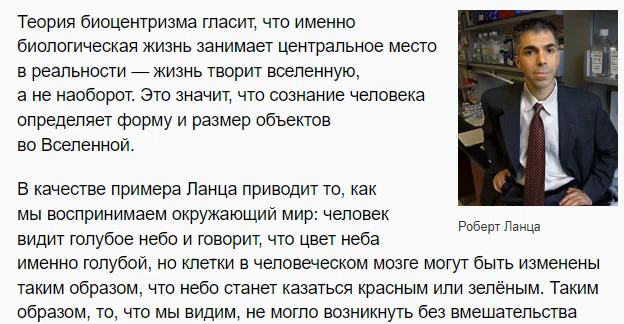 Теория биоцентризма гласит, что именно
биологическая жизнь занимает центральное место
в реальности — жизнь творит вселенную,
а не наоборот. Это значит, что сознание человека
определяет форму и размер объектов
во Вселенной.
Роберт Ланца
В качестве примера Ланца приводит то, как
мы воспринимаем окружающий мир: человек
видит голубое небо и говорит, что цвет неба
именно голубой, но клетки в человеческом мозге могут быть изменены
таким образом, что небо станет казаться красным или зелёным. Таким
образом, то, что мы видим, не могло возникнуть без вмешательства